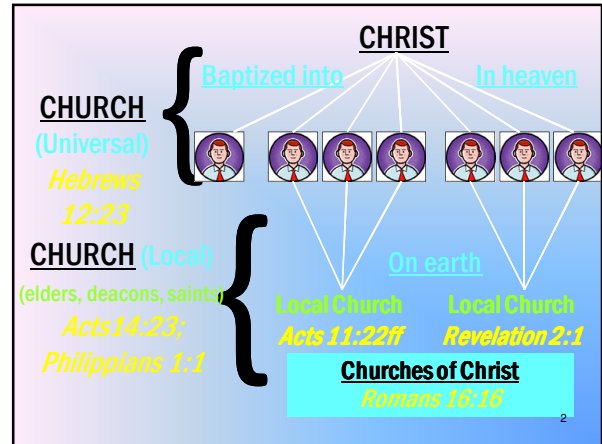 CHRIST
Baptized into
In heaven
CHURCH
(Universal)
Hebrews
12:23
CHURCH (Local)
(elders, deacons, saints)
Acts14:23;
Philippians 1:1
On earth
Local Church
Acts 11:22ff
Local Church
Revelation 2:1
Churches of Christ
Romans 16:16
2